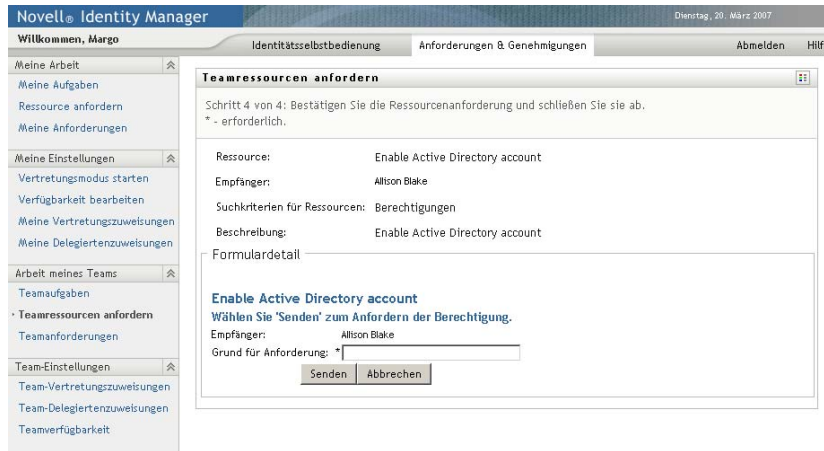 Novell® Identity Manager
Dienstag, 20. März 2007
Willkommen, Margo
Identitätsselbstbedienung
Anforderungen & Genehmigungen
Abmelden
Hilf
Meine Arbeit
Meine Aufgaben
Ressource anfordern
Meine Anforderungen
Meine Einstellungen
Vertretungsmodus starten
Verfügbarkeit bearbeiten
Meine Vertretungszuweisungen
Meine Delegiertenzuweisungen
Arbeit meines Teams
Teamaufgaben
Teamressourcen anfordern
Teamanforderungen
Team-Einstellungen
Team-Vertretungszuweisungen
Team-Delegiertenzuweisungen
Teamverfügbarkeit
Teamressourcen anfordern
Schritt 4 von 4: Bestätigen Sie die Ressourcenanforderung und schließen Sie sie ab.
* - erforderlich.
Ressource: Enable Active Directory account
Empfänger: Allison Blake
Suchkriterien für Ressourcen: Berechtigungen
Beschreibung: Enable Active Directory account
Formulardetail
Enable Active Directory account
Wählen Sie 'Senden' zum Anfordern der Berechtigung.
Empfänger: Allison Blake
Grund für Anforderung: *
Senden
Abbrechen